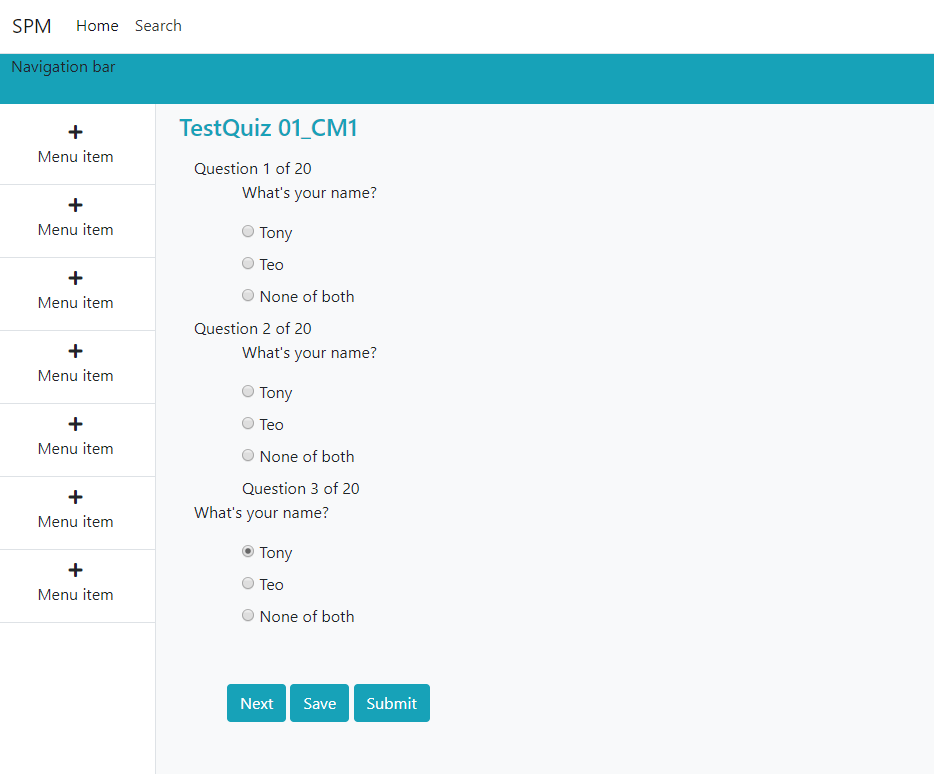 SPM Home Search
Navigation bar
Menu item
Menu item
Menu item
Menu item
Menu item
Menu item
Menu item
TestQuiz 01_CM1
Question 1 of 20
What's your name?
Tony
Teo
None of both
Question 2 of 20
What's your name?
Tony
Teo
None of both
Question 3 of 20
What's your name?
Tony
Teo
None of both
Next Save Submit